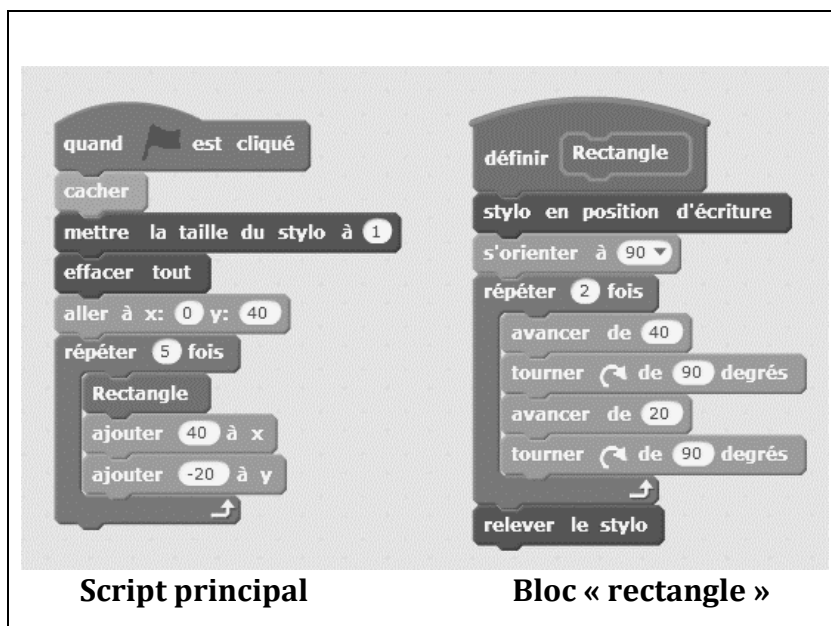 quand est cliqué
cacher
mettre la taille du stylo à 1
effacer tout
aller à x: 0 y: 40
répéter 5 fois
Rectangle
ajouter 40 à x
ajouter -20 à y
Script principal
définir Rectangle
stylo en position d'écriture
s'orienter à 90
répéter 2 fois
avancer de 40
tourner de 90 degrés
avancer de 20
tourner de 90 degrés
relever le stylo
Bloc « rectangle »